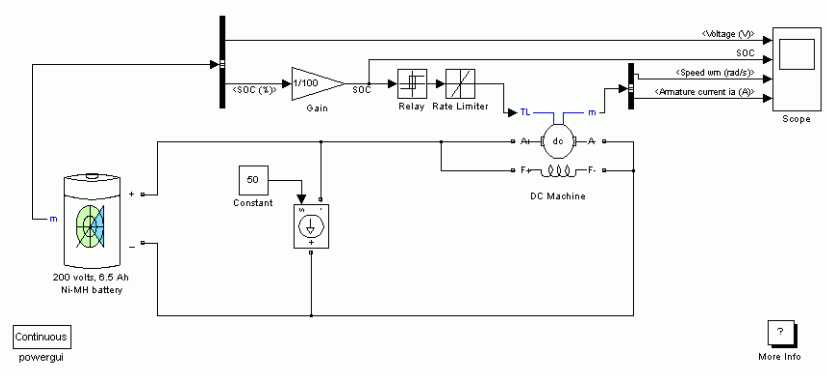 <Voltage (V)>
SOC
<SOC (%)>
1/100
Gain
SOC
Relay
Rate Limiter
<Speed wm (rad/s)>
<Armature current ia (A)>
Scope
TL
m
A+
dc
A-
F+
F-
DC Machine
50
Constant
s
-
+
m
+
_
200 volts, 6.5 Ah
Ni-MH battery
Continuous
powergui
?
More Info